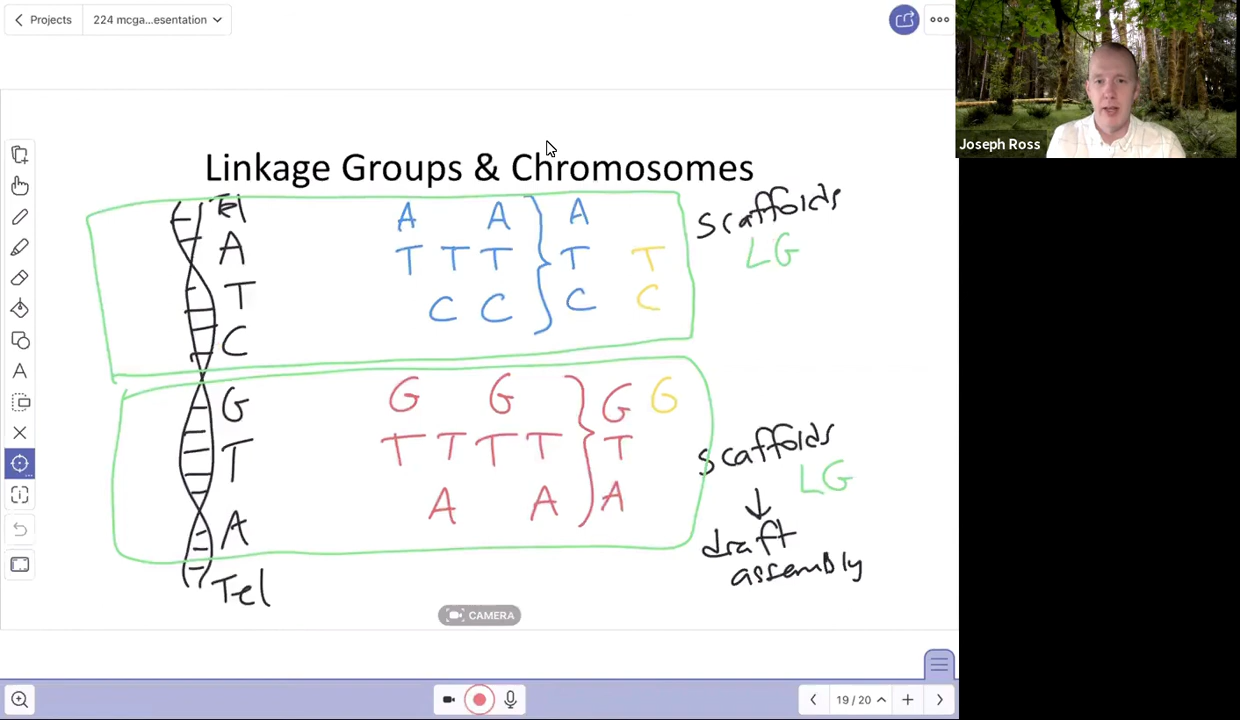 Projects
224 mcga...esentation
Joseph Ross
Linkage Groups & Chromosomes
Tel
A
T
C
G
T
A
Tel
A A A
T T T T T
C C C C
G G G G
T T T T T
A A A
scaffolds
LG
scaffolds
LG
draft
assembly
A
CAMERA
19/20